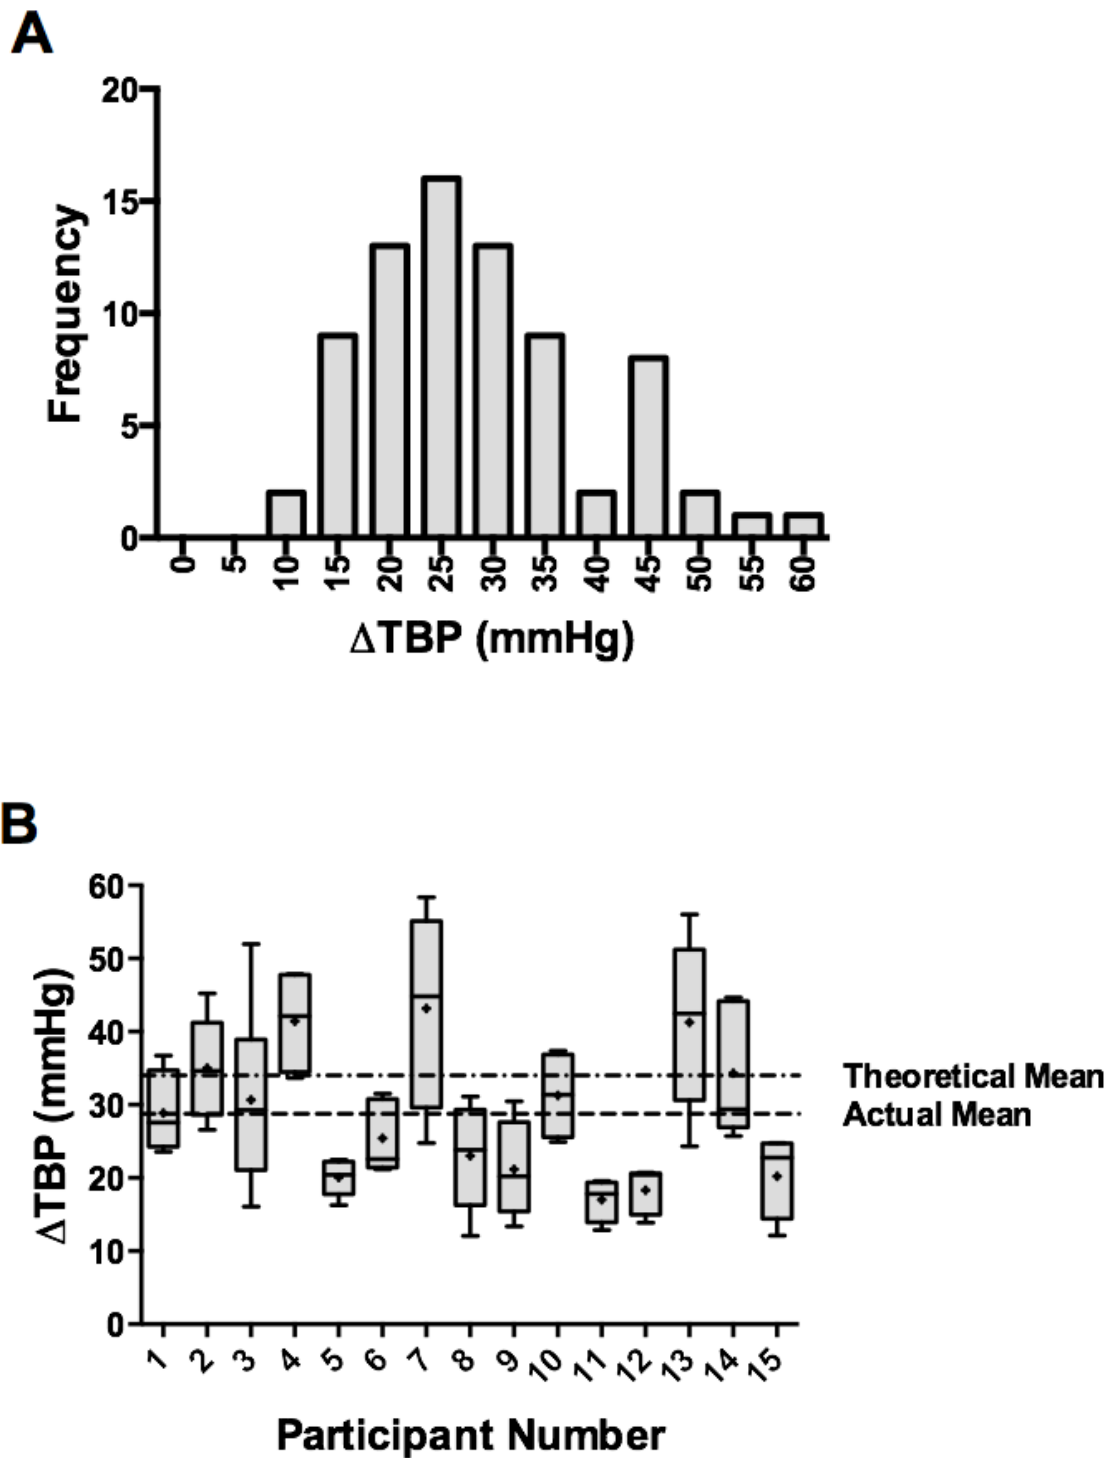 A
20
15
10
5
0
Frequency
0 5 10 15 20 25 30 35 40 45 50 55 60
ΔTBP (mmHg)
B
60
50
40
30
20
10
0
ΔTBP (mmHg)
Theoretical Mean
Actual Mean
1 2 3 4 5 6 7 8 9 10 11 12 13 14 15
Participant Number